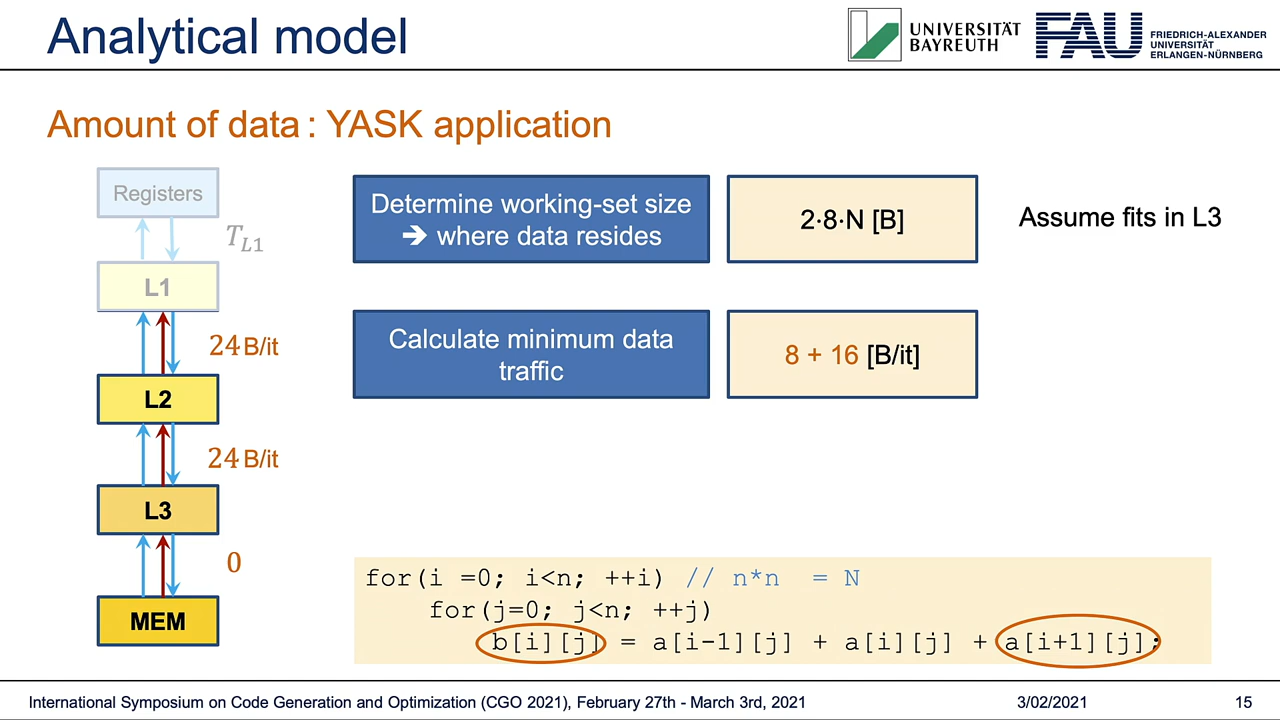 Analytical model
UNIVERSITÄT
BAYREUTH
FAU
FRIEDRICH-ALEXANDER
UNIVERSITÄT
ERLANGEN-NÜRNBERG
Amount of data : YASK application
Registers
T_{L1}
L1
24 B/it
L2
24 B/it
L3
0
MEM
Determine working-set size
➔ where data resides
2·8·N [B]
Assume fits in L3
Calculate minimum data
traffic
8 + 16 [B/it]
for(i =0; i<n; ++i) // n*n  = N
for(j=0; j<n; ++j)
b[i][j] = a[i-1][j] + a[i][j] + a[i+1][j];
International Symposium on Code Generation and Optimization (CGO 2021), February 27th - March 3rd, 2021
3/02/2021
15